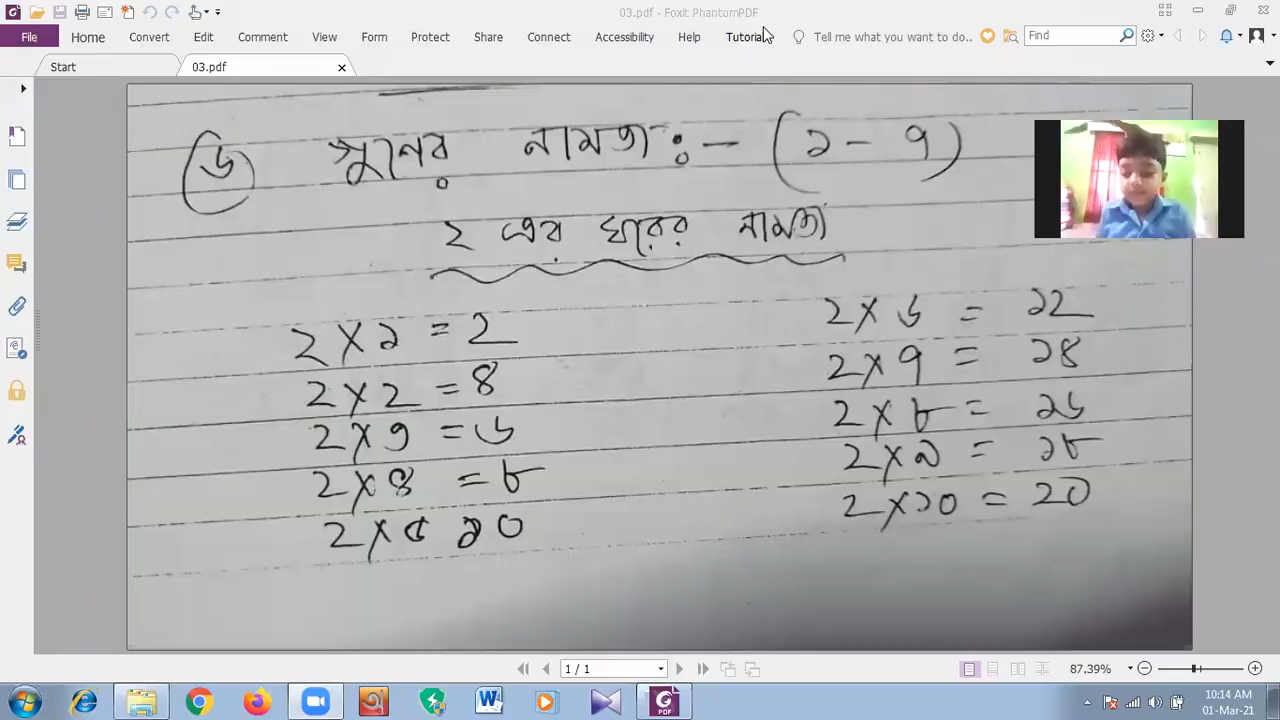 03.pdf - Foxit PhantomPDF
File Home Convert Edit Comment View Form Protect Share Connect Accessibility Help Tutorial Tell me what you want to do.. Find
Start 03.pdf
ঙ গুনের নামতা :- (১ - ৭)
২ এর ঘরের নামতা
২ × ১ = ২
২ × ২ = ৪
২ × ৩ = ৬
২ × ৪ = ৮
২ × ৫ ১০
২ × ৬ = ১২
২ × ৭ = ১৪
২ × ৮ = ১৬
২ × ৯ = ১৮
২ × ১০ = ২০
1 / 1 87.39%
10:14 AM
01-Mar-21